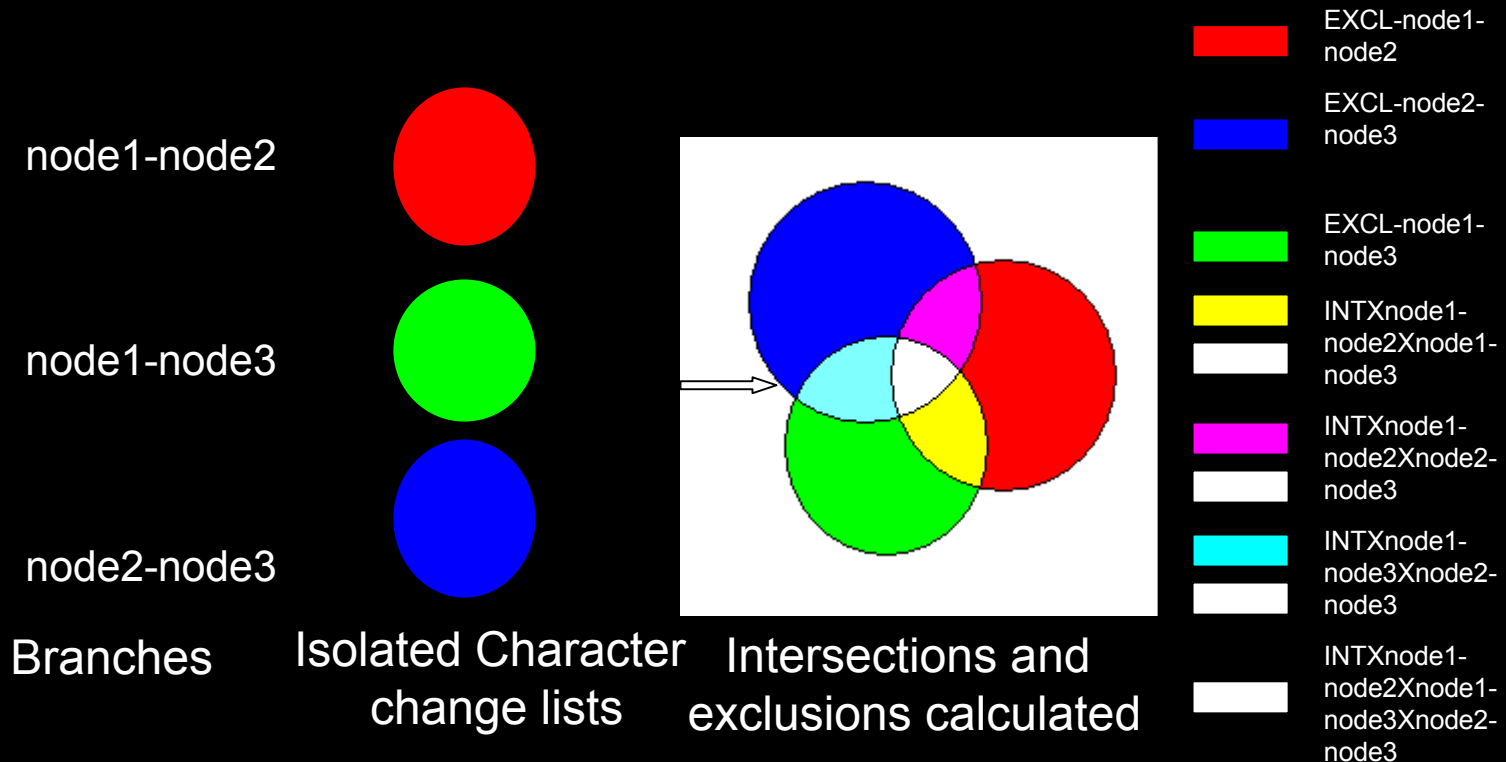 node1-node2
node1-node3
node2-node3
Branches
Isolated Character
change lists
Intersections and
exclusions calculated
EXCL-node1-
node2
EXCL-node2-
node3
EXCL-node1-
node3
INTXnode1-
node2Xnode1-
node3
INTXnode1-
node2Xnode2-
node3
INTXnode1-
node3Xnode2-
node3
INTXnode1-
node2Xnode1-
node3Xnode2-
node3